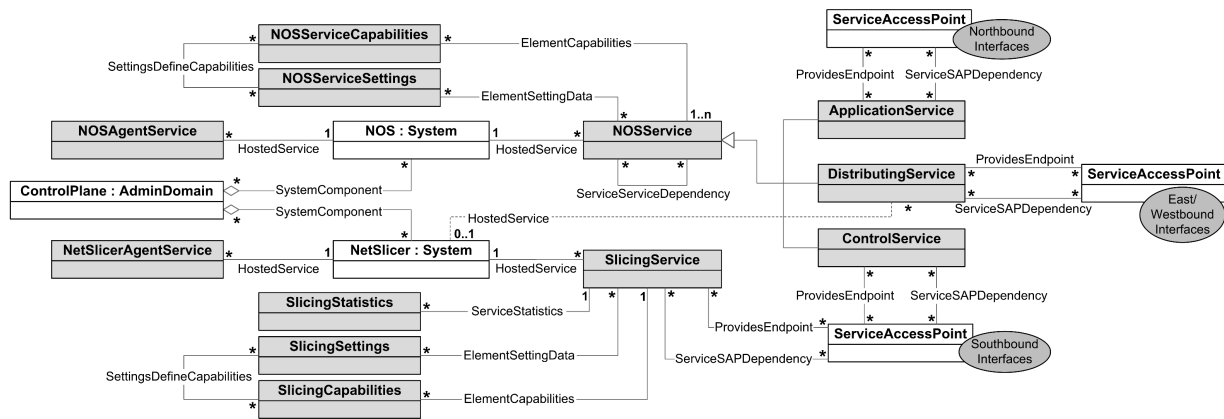 NOSServiceCapabilities
*
*
ElementCapabilities
SettingsDefineCapabilities
NOSServiceSettings
*
*
ElementSettingData
*
1..n
ServiceAccessPoint
Northbound
Interfaces
*
*
ProvidesEndpoint
ServiceSAPDependency
*
*
ApplicationService
NOSAgentService
*
HostedService
1
NOS : System
1
HostedService
*
NOSService
*
*
ServiceServiceDependency
*
ControlPlane : AdminDomain
*
SystemComponent
*
SystemComponent
*
DistributingService
*
ProvidesEndpoint
*
*
ServiceSAPDependency
*
ServiceAccessPoint
East/
Westbound
Interfaces
HostedService
*
0..1
NetSlicerAgentService
*
HostedService
1
NetSlicer : System
1
HostedService
*
SlicingService
ControlService
*
*
ProvidesEndpoint
ServiceSAPDependency
*
*
SlicingStatistics
*
ServiceStatistics
1
*
1
*
*
ProvidesEndpoint
*
ServiceSAPDependency
*
ServiceAccessPoint
Southbound
Interfaces
SlicingSettings
*
*
ElementSettingData
SettingsDefineCapabilities
SlicingCapabilities
*
*
ElementCapabilities